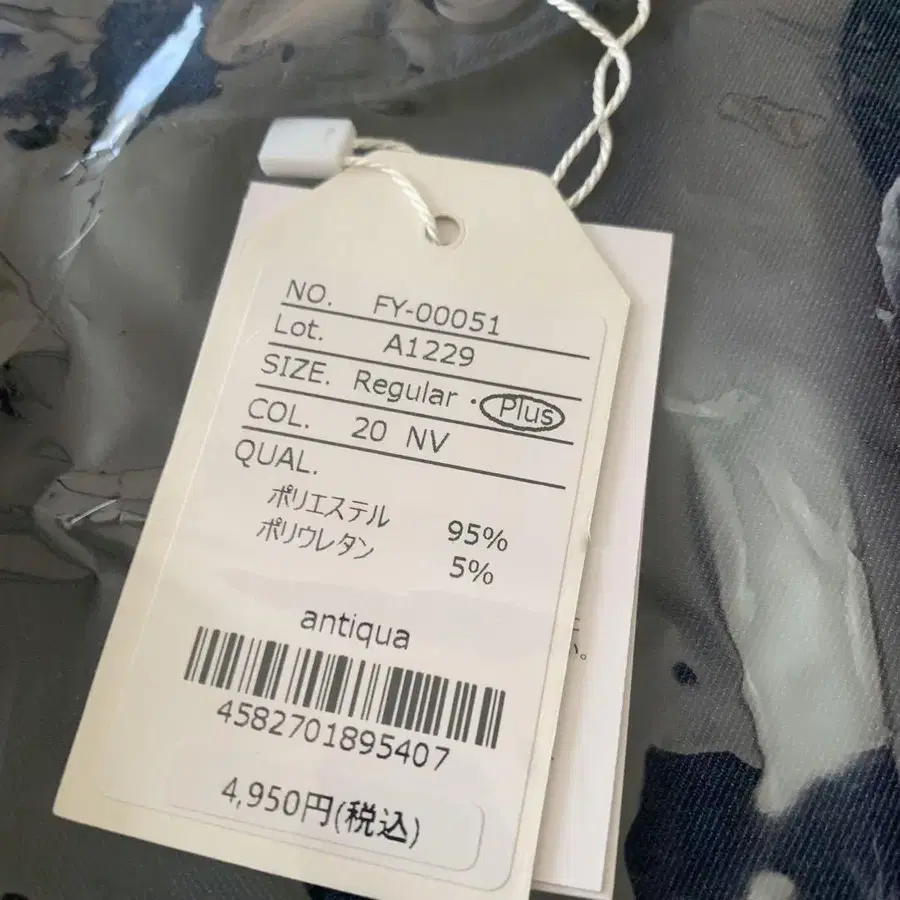 NO. FY-00051
Lot. A1229
SIZE. Regular・Plus
COL. 20 NV
QUAL.
ポリエステル 95%
ポリウレタン 5%
antiqua
4582701895407
4,950円(税込)
い。